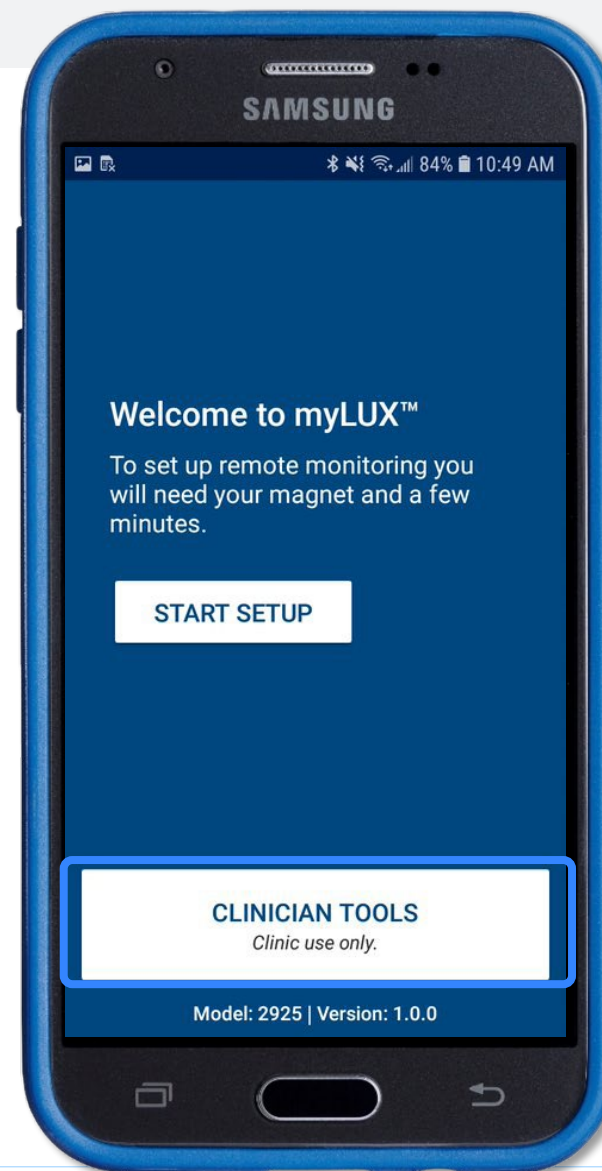 SAMSUNG
84% 10:49 AM
Welcome to myLUX™
To set up remote monitoring you
will need your magnet and a few
minutes.
START SETUP
CLINICIAN TOOLS
Clinic use only.
Model: 2925 | Version: 1.0.0